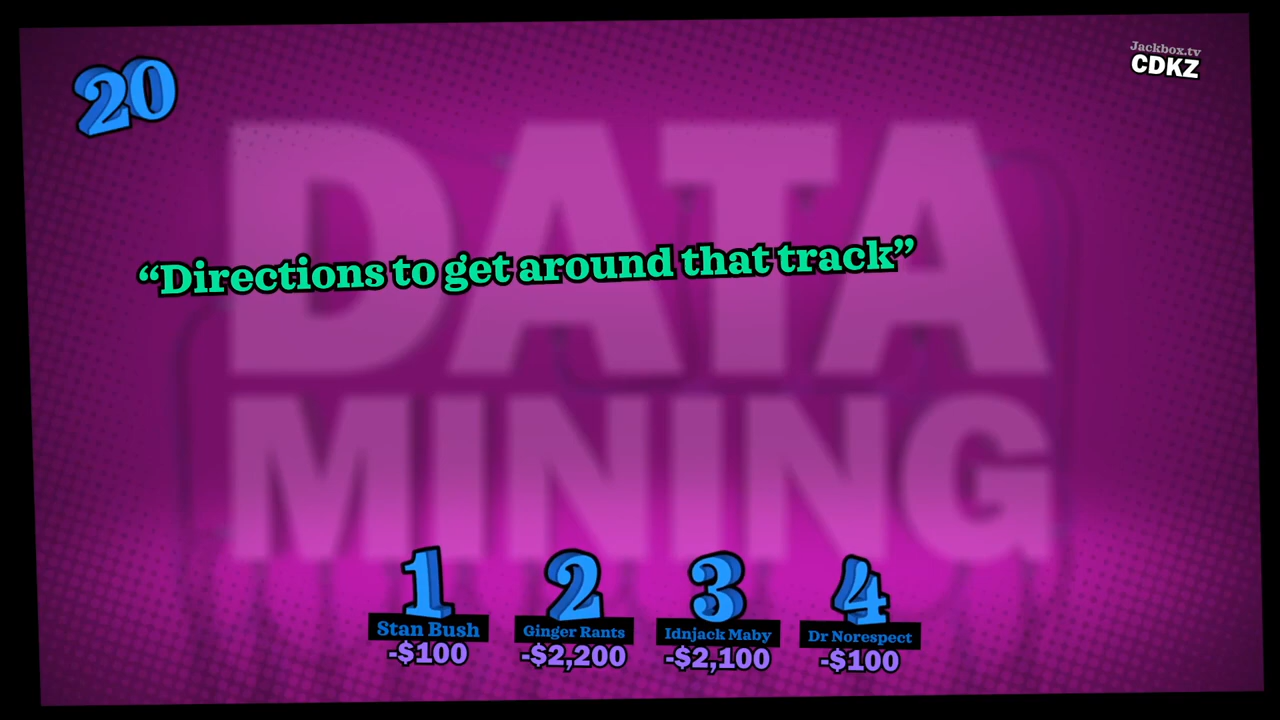 20
Jackbox.tv
CDKZ
DATA
MINING
“Directions to get around that track”
1 2 3 4
Stan Bush Ginger Rants Idnjack Maby Dr Norespect
-$100 -$2,200 -$2,100 -$100